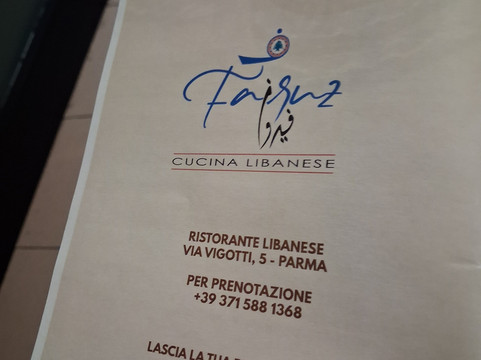 Fairuz
فيروز
CUCINA LIBANESE
RISTORANTE LIBANESE
VIA VIGOTTI, 5 - PARMA
PER PRENOTAZIONE
+39 371 588 1368
LASCIA LA TUA